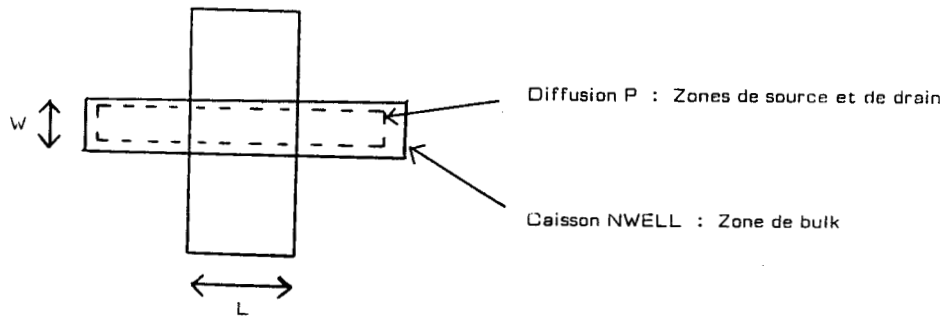 Diffusion P : Zones de source et de drain
W
Caisson NWELL : Zone de bulk
L